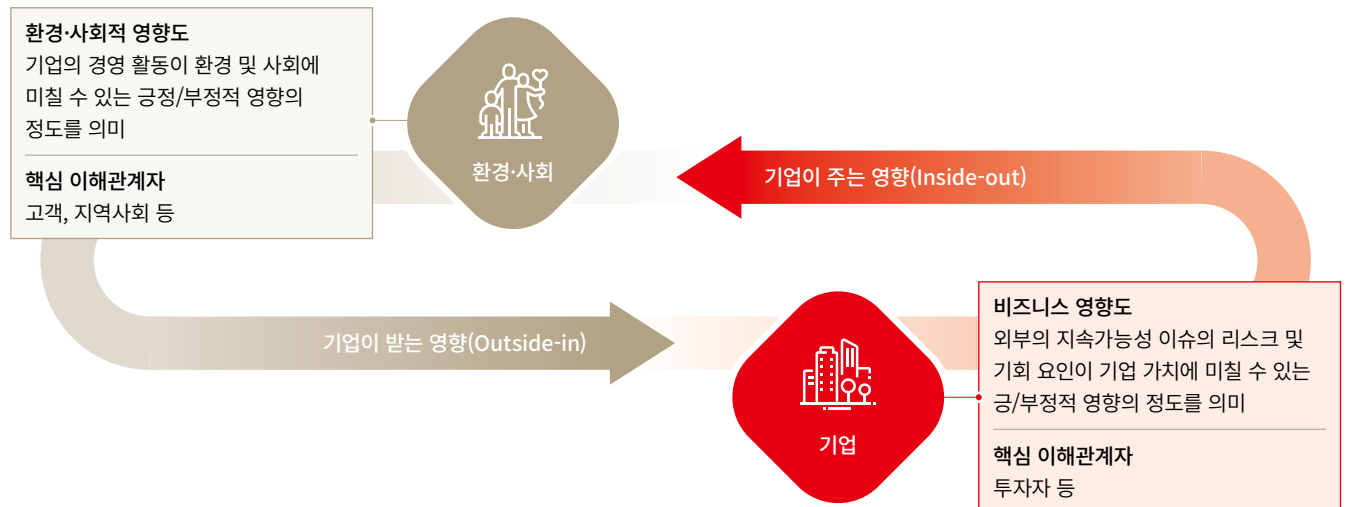 환경·사회적 영향도
기업의 경영 활동이 환경 및 사회에
미칠 수 있는 긍정/부정적 영향의
정도를 의미
핵심 이해관계자
고객, 지역사회 등
환경·사회
기업이 주는 영향(Inside-out)
기업이 받는 영향(Outside-in)
기업
비즈니스 영향도
외부의 지속가능성 이슈의 리스크 및
기회 요인이 기업 가치에 미칠 수 있는
긍/부정적 영향의 정도를 의미
핵심 이해관계자
투자자 등